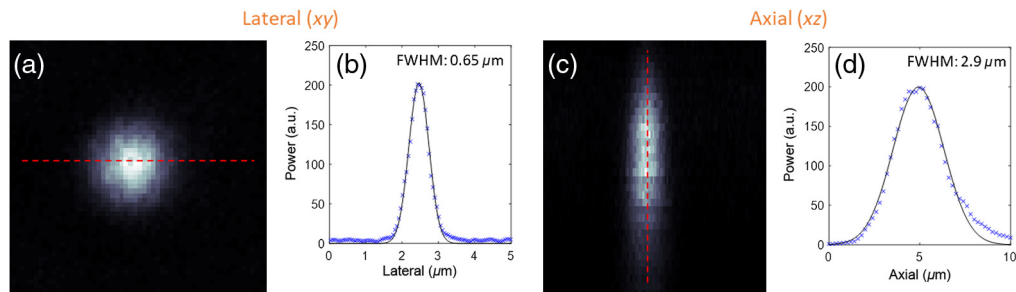 Lateral (xy)
Axial (xz)
(a)
(b)
FWHM: 0.65 µm
250
200
150
100
50
0
Power (a.u.)
0 1 2 3 4 5
Lateral (µm)
(c)
(d)
FWHM: 2.9 µm
250
200
150
100
50
0
Power (a.u.)
0 5 10
Axial (µm)